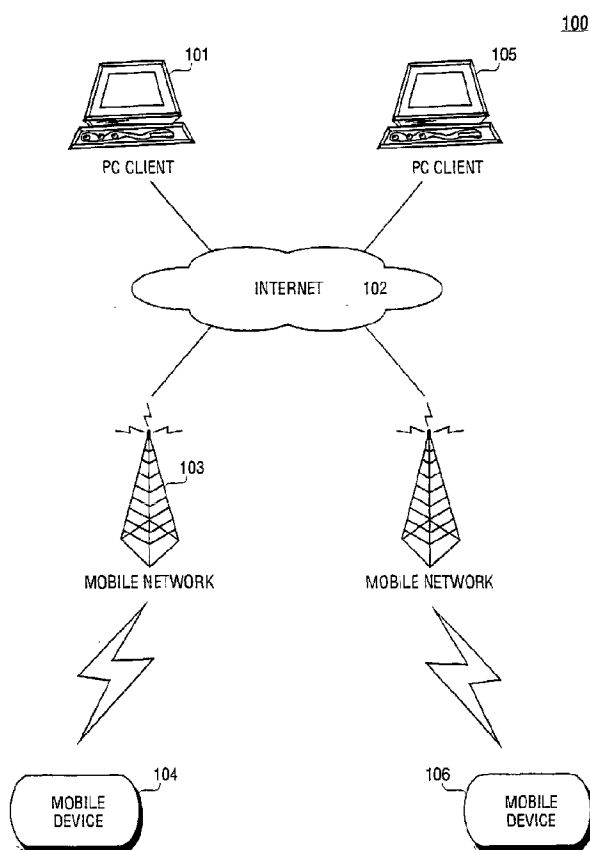 100
101
105
PC CLIENT
PC CLIENT
INTERNET 102
103
MOBILE NETWORK
MOBILE NETWORK
104
106
MOBILE
DEVICE
MOBILE
DEVICE